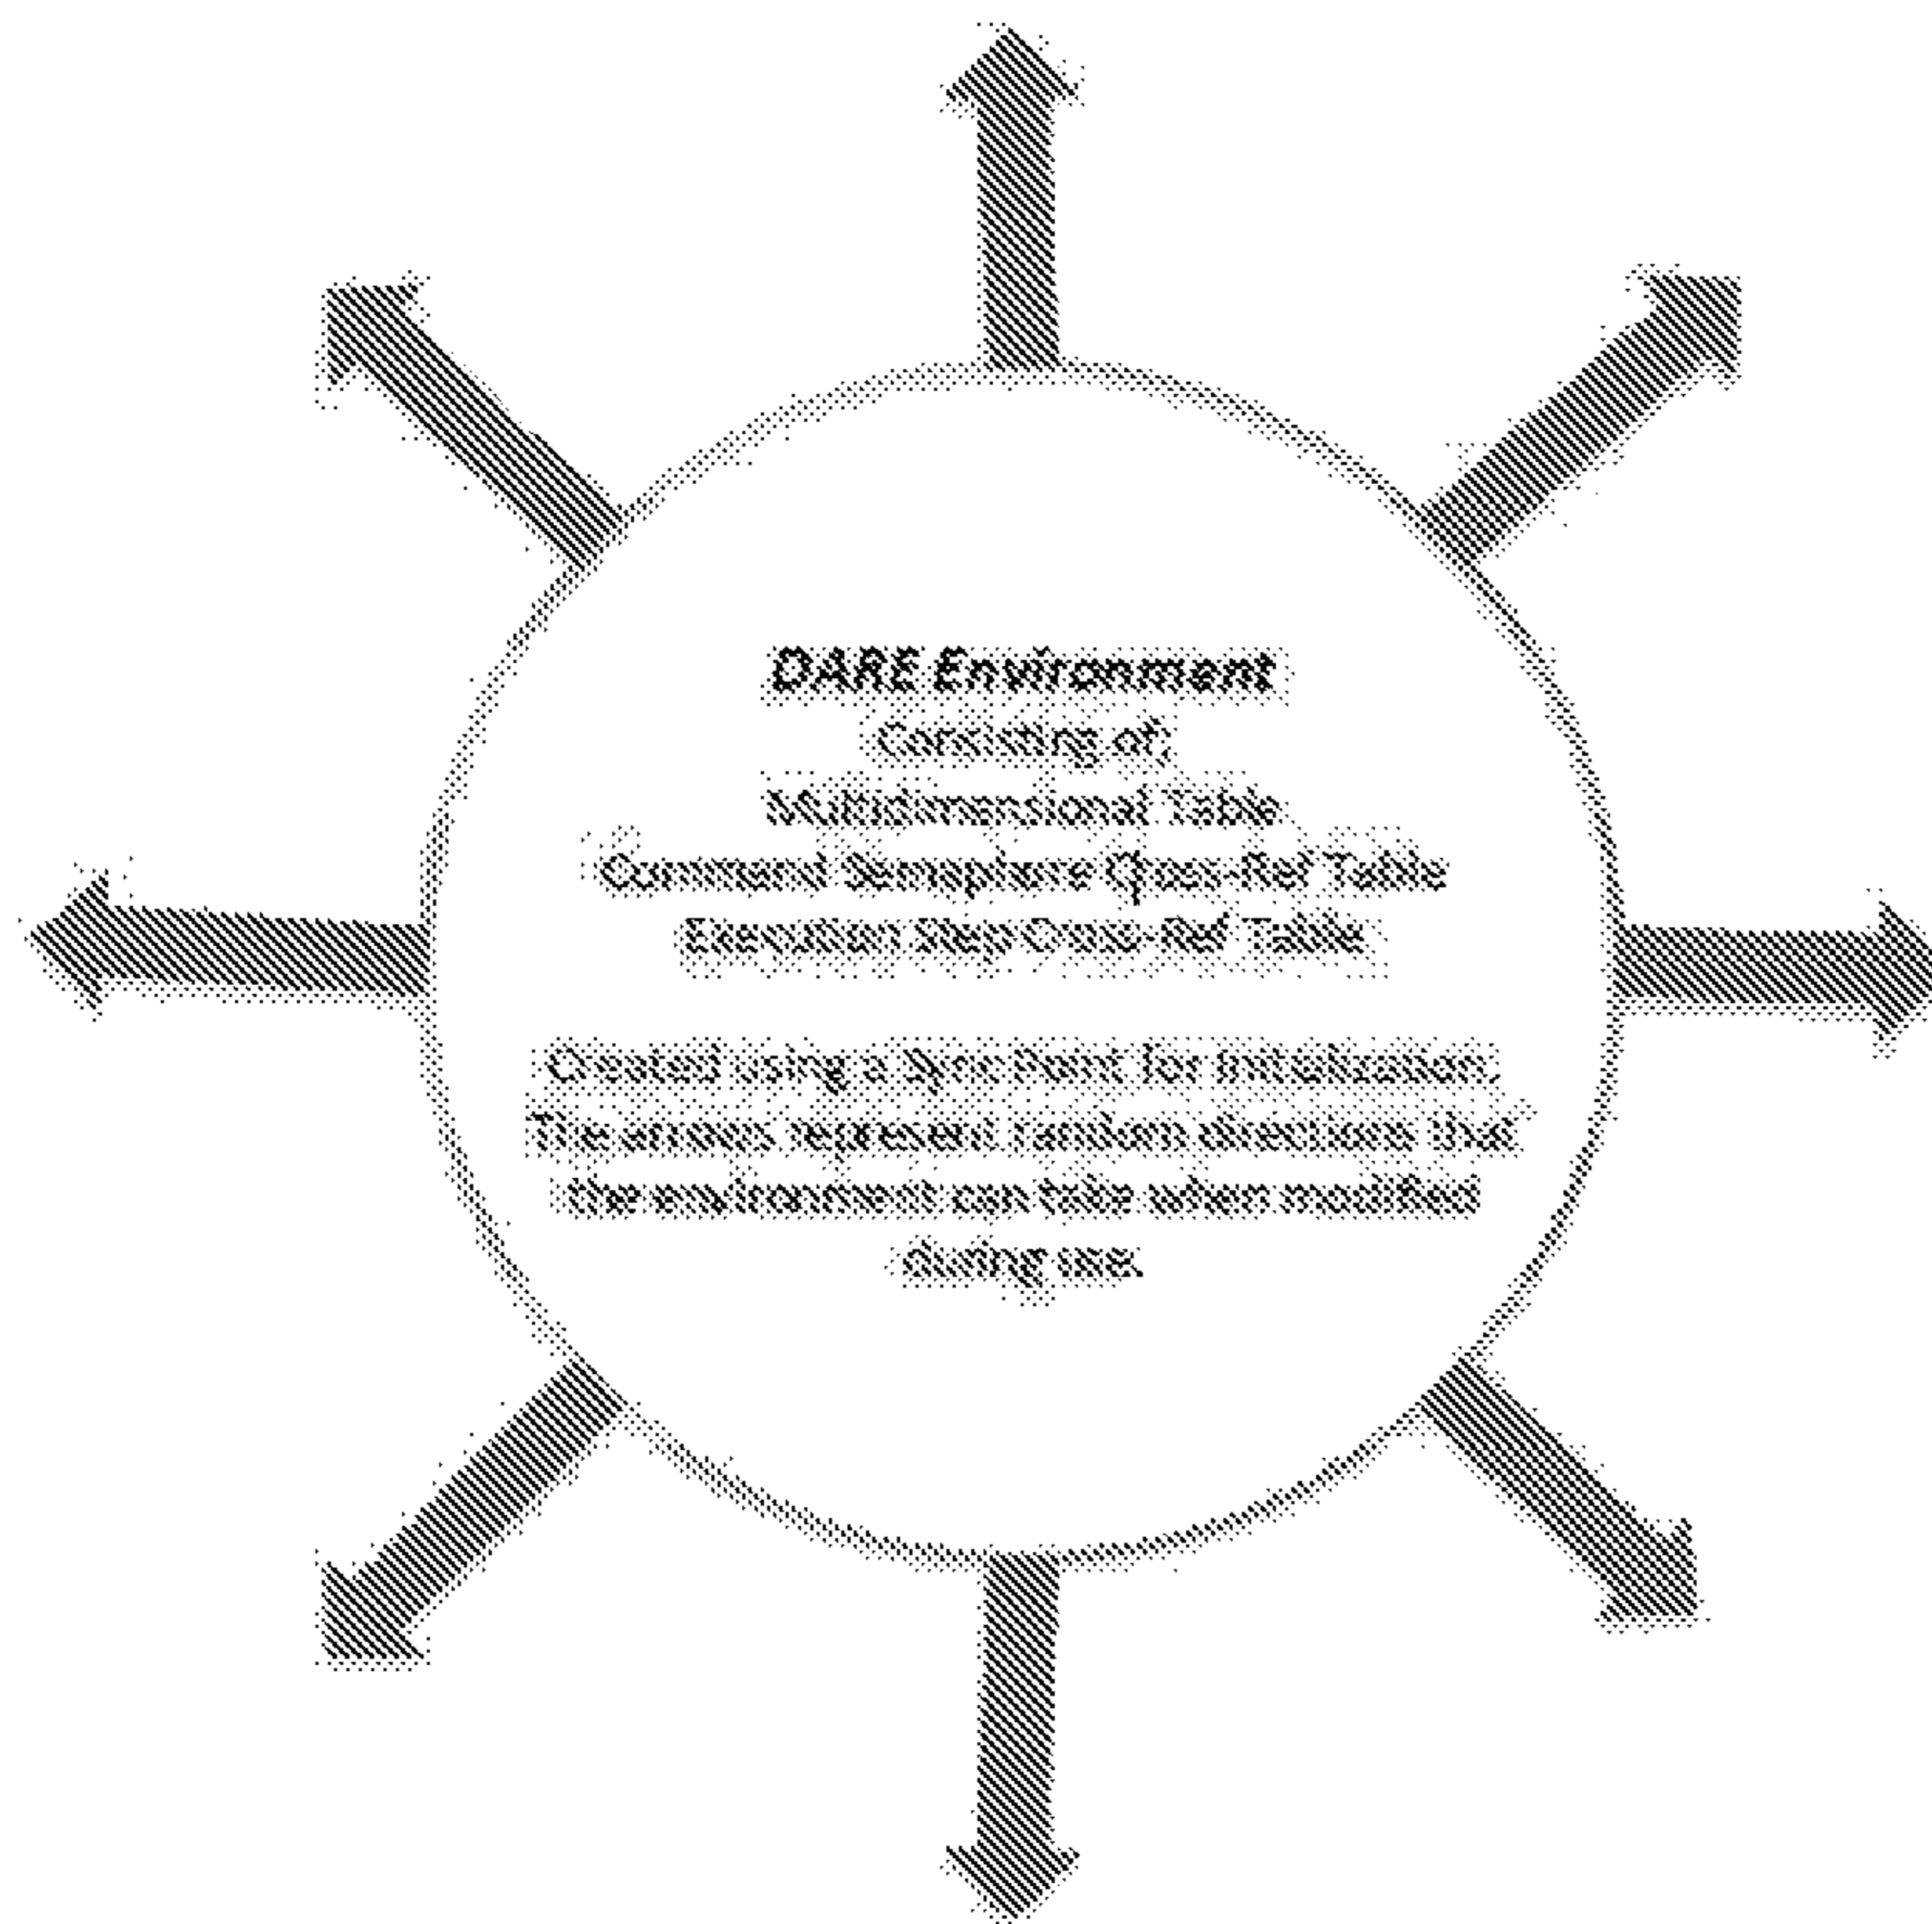 DARE Environment
Consisting of:
Multidimensional Table
Command Semaphore Cross-Ref Table
Execution Step Cross-Ref Table
Created using a Sync Point for Initialization.
The arrows represent random directions that
the environment can take when modified
during use.